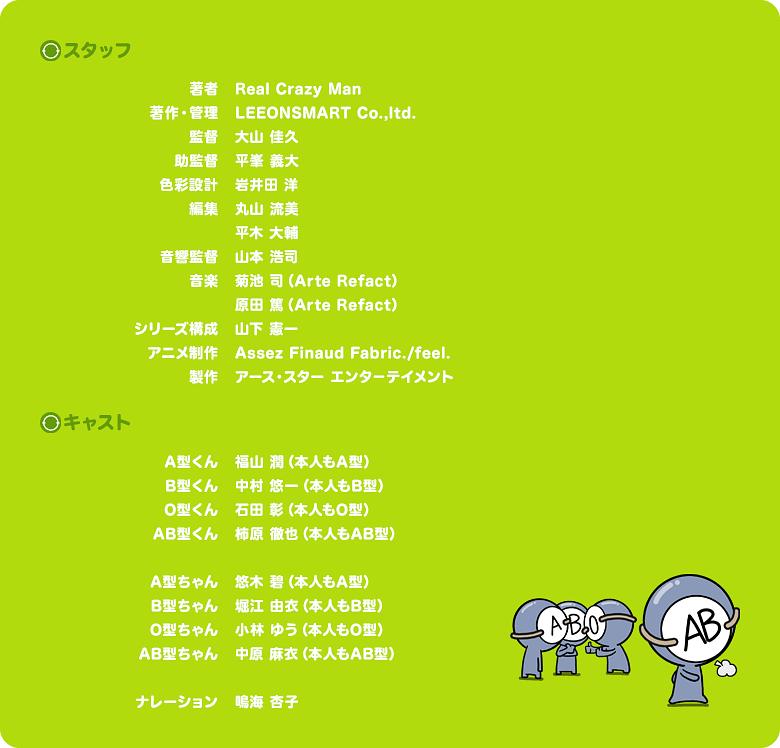 スタッフ
著者 Real Crazy Man
著作・管理 LEEONSMART Co.,ltd.
監督 大山 佳久
助監督 平峯 義大
色彩設計 岩井田 洋
編集 丸山 流美
平木 大輔
音響監督 山本 浩司
音楽 菊池 司（Arte Refact）
原田 篤（Arte Refact）
シリーズ構成 山下 憲一
アニメ制作 Assez Finaud Fabric./feel.
製作 アース・スター エンターテイメント
キャスト
A型くん 福山 潤（本人もA型）
B型くん 中村 悠一（本人もB型）
O型くん 石田 彰（本人もO型）
AB型くん 柿原 徹也（本人もAB型）
A型ちゃん 悠木 碧（本人もA型）
B型ちゃん 堀江 由衣（本人もB型）
O型ちゃん 小林 ゆう（本人もO型）
AB型ちゃん 中原 麻衣（本人もAB型）
A B O
AB
ナレーション 鳴海 杏子